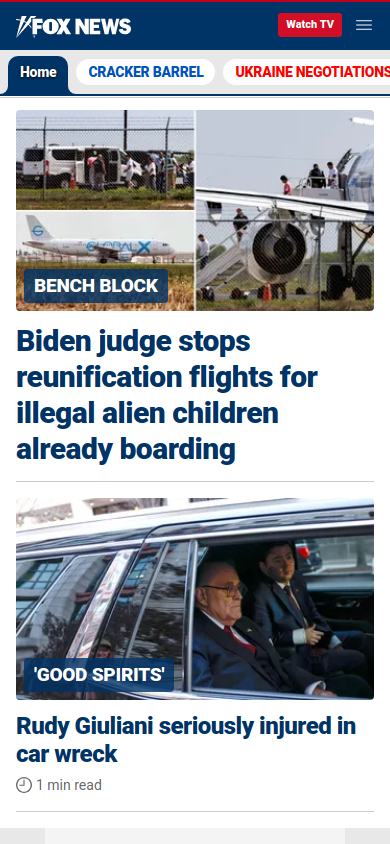 FOX NEWS
Watch TV
Home
CRACKER BARREL
UKRAINE NEGOTIATIONS
GLOBAL X
BENCH BLOCK
Biden judge stops
reunification flights for
illegal alien children
already boarding
'GOOD SPIRITS'
Rudy Giuliani seriously injured in
car wreck
1 min read